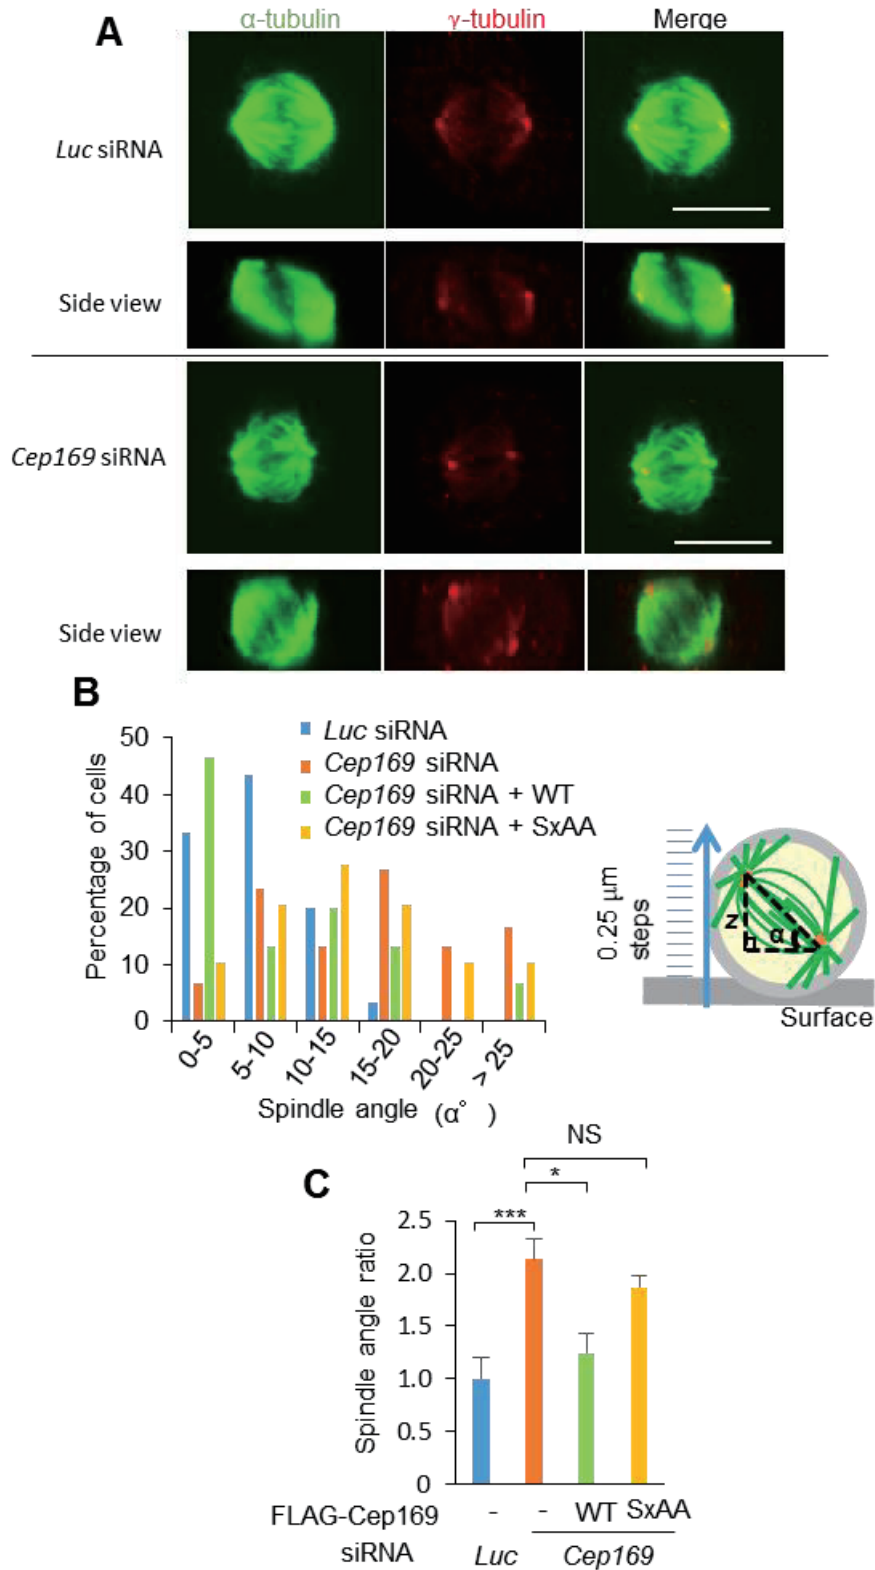 A
α-tubulin γ-tubulin Merge
Luc siRNA
Side view
Cep169 siRNA
Side view
B
Luc siRNA
Cep169 siRNA
Cep169 siRNA + WT
Cep169 siRNA + SxAA
Percentage of cells
50
40
30
20
10
0
0-5 5-10 10-15 15-20 20-25 > 25
Spindle angle (α° )
0.25 μm
steps
z
α
Surface
C
NS
*
***
Spindle angle ratio
2.5
2.0
1.5
1.0
0.5
0
FLAG-Cep169 - - WT SxAA
siRNA Luc Cep169